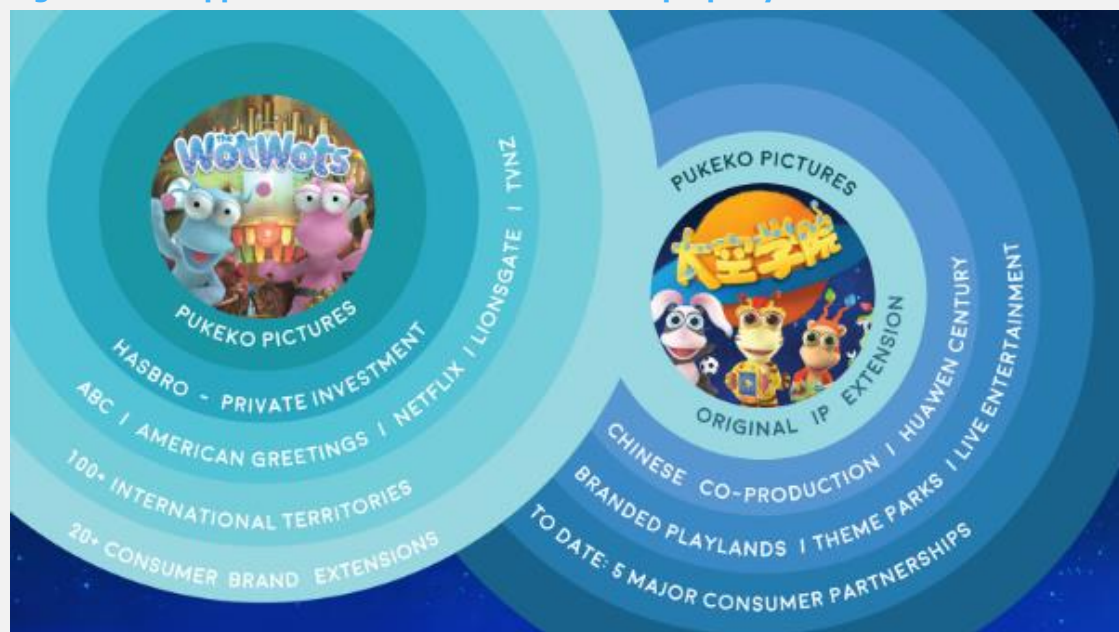 The
WotWots
PUKEKO PICTURES
HASBRO - PRIVATE INVESTMENT
ABC | AMERICAN GREETINGS | NETFLIX | LIONSGATE | TVNZ
100+ INTERNATIONAL TERRITORIES
20+ CONSUMER BRAND EXTENSIONS
PUKEKO PICTURES
太空学院
ORIGINAL IP EXTENSION
CHINESE CO-PRODUCTION | HUAWEN CENTURY
BRANDED PLAYLANDS | THEME PARKS | LIVE ENTERTAINMENT
TO DATE: 5 MAJOR CONSUMER PARTNERSHIPS